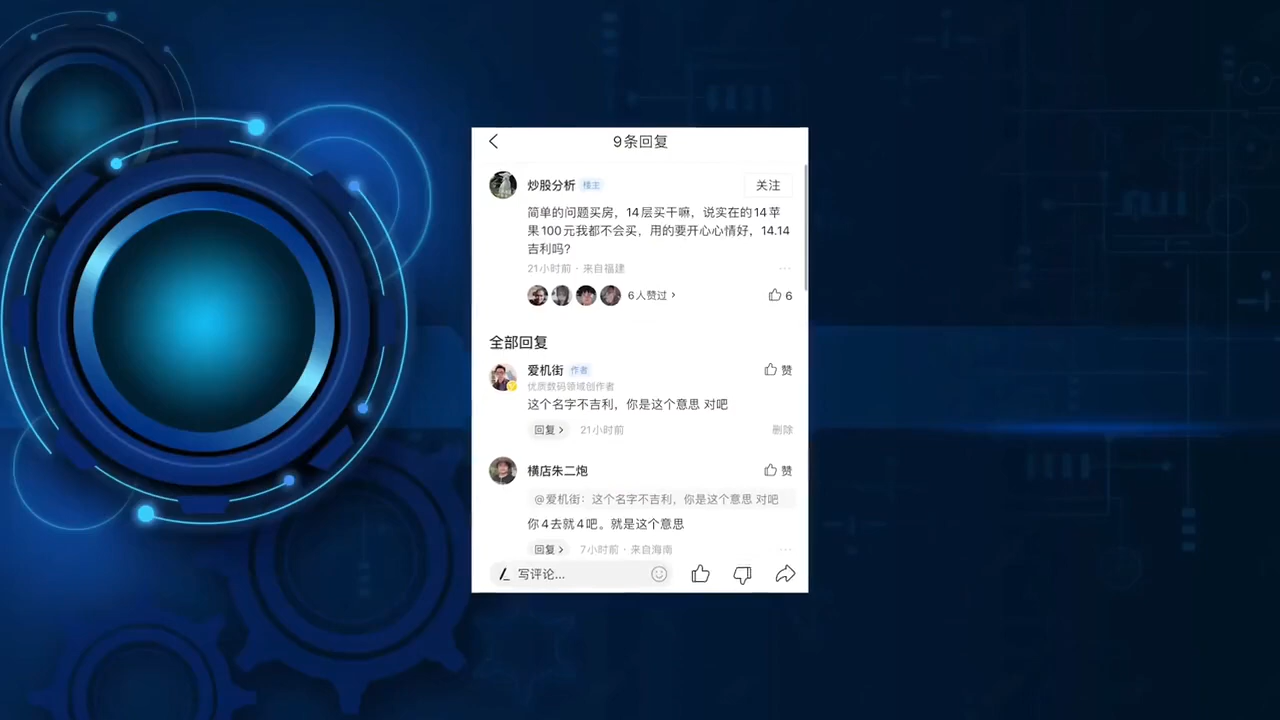 9条回复
炒股分析 楼主 关注
简单的问题买房，14层买干嘛，说实在的14苹
果100元我都不会买，用的要开心心情好，14.14
吉利吗?
21小时前·来自福建
6人赞过 6
全部回复
爱机街 作者 赞
优质数码领域创作者
这个名字不吉利，你是这个意思 对吧
回复 21小时前 删除
横店朱二炮 赞
@爱机街：这个名字不吉利，你是这个意思 对吧
你4去就4吧。就是这个意思
回复 7小时前·来自海南
写评论...